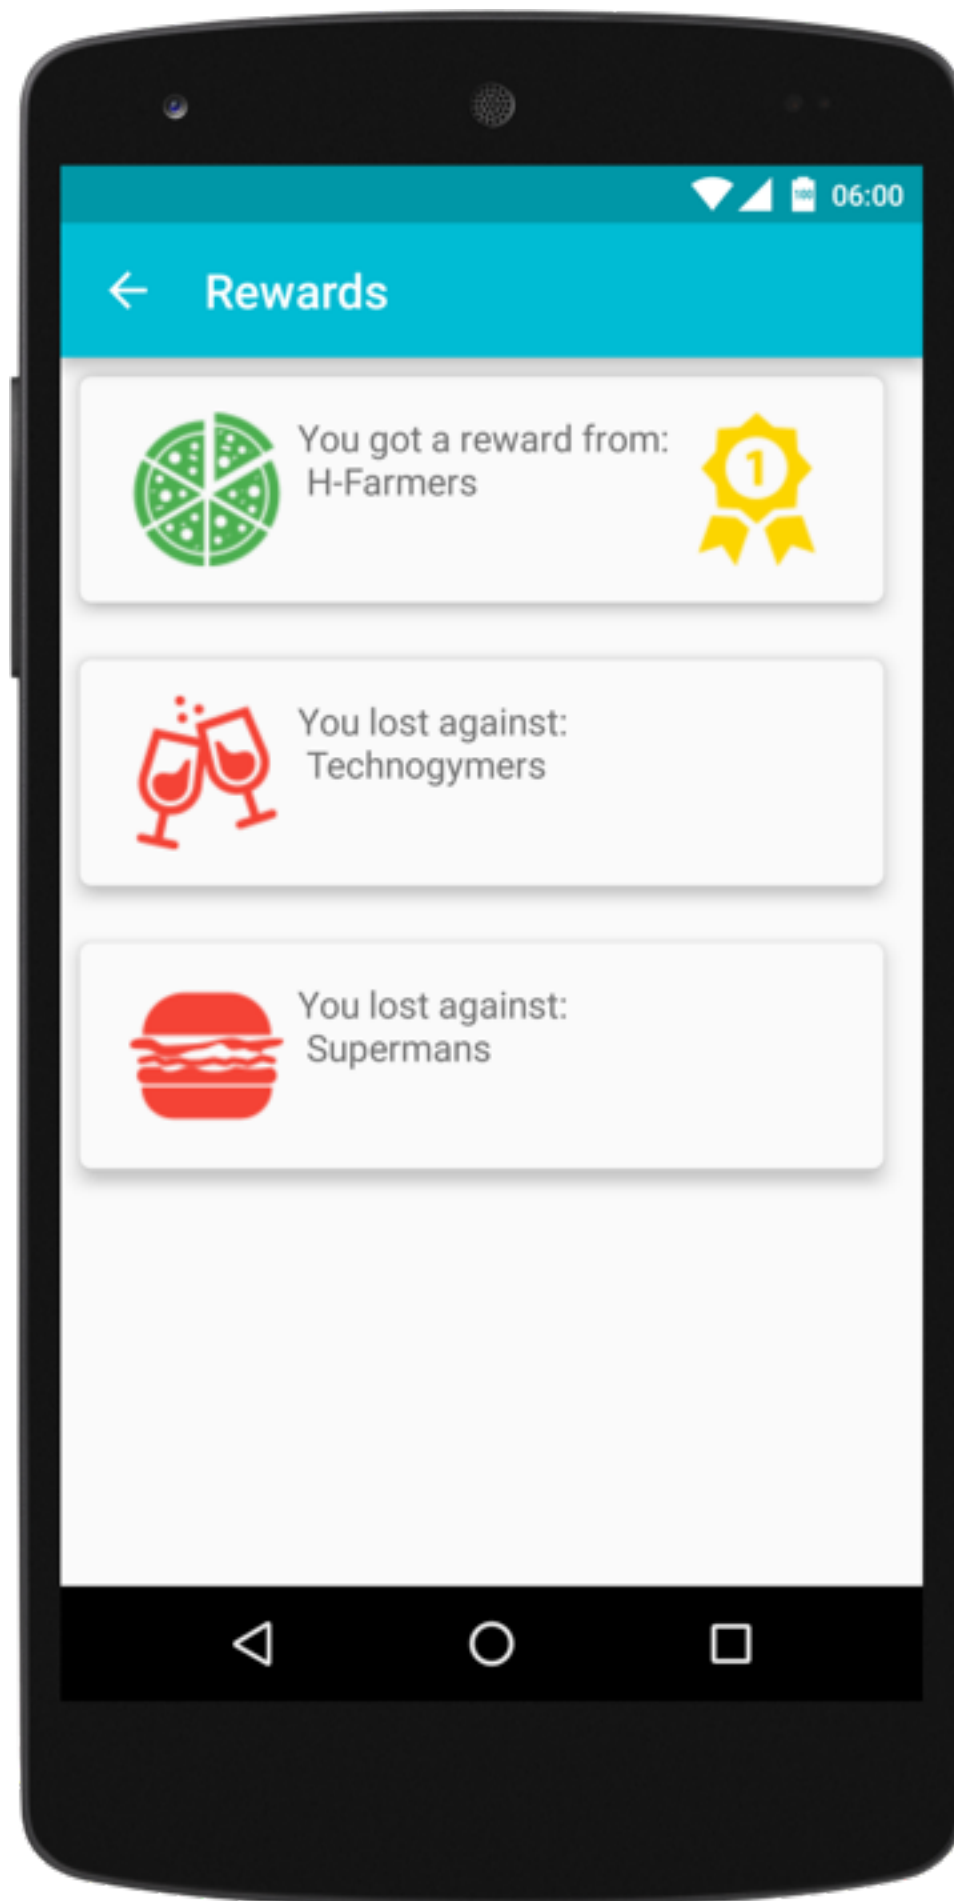 06:00
Rewards
You got a reward from:
H-Farmers
1
You lost against:
Technogymers
You lost against:
Supermans